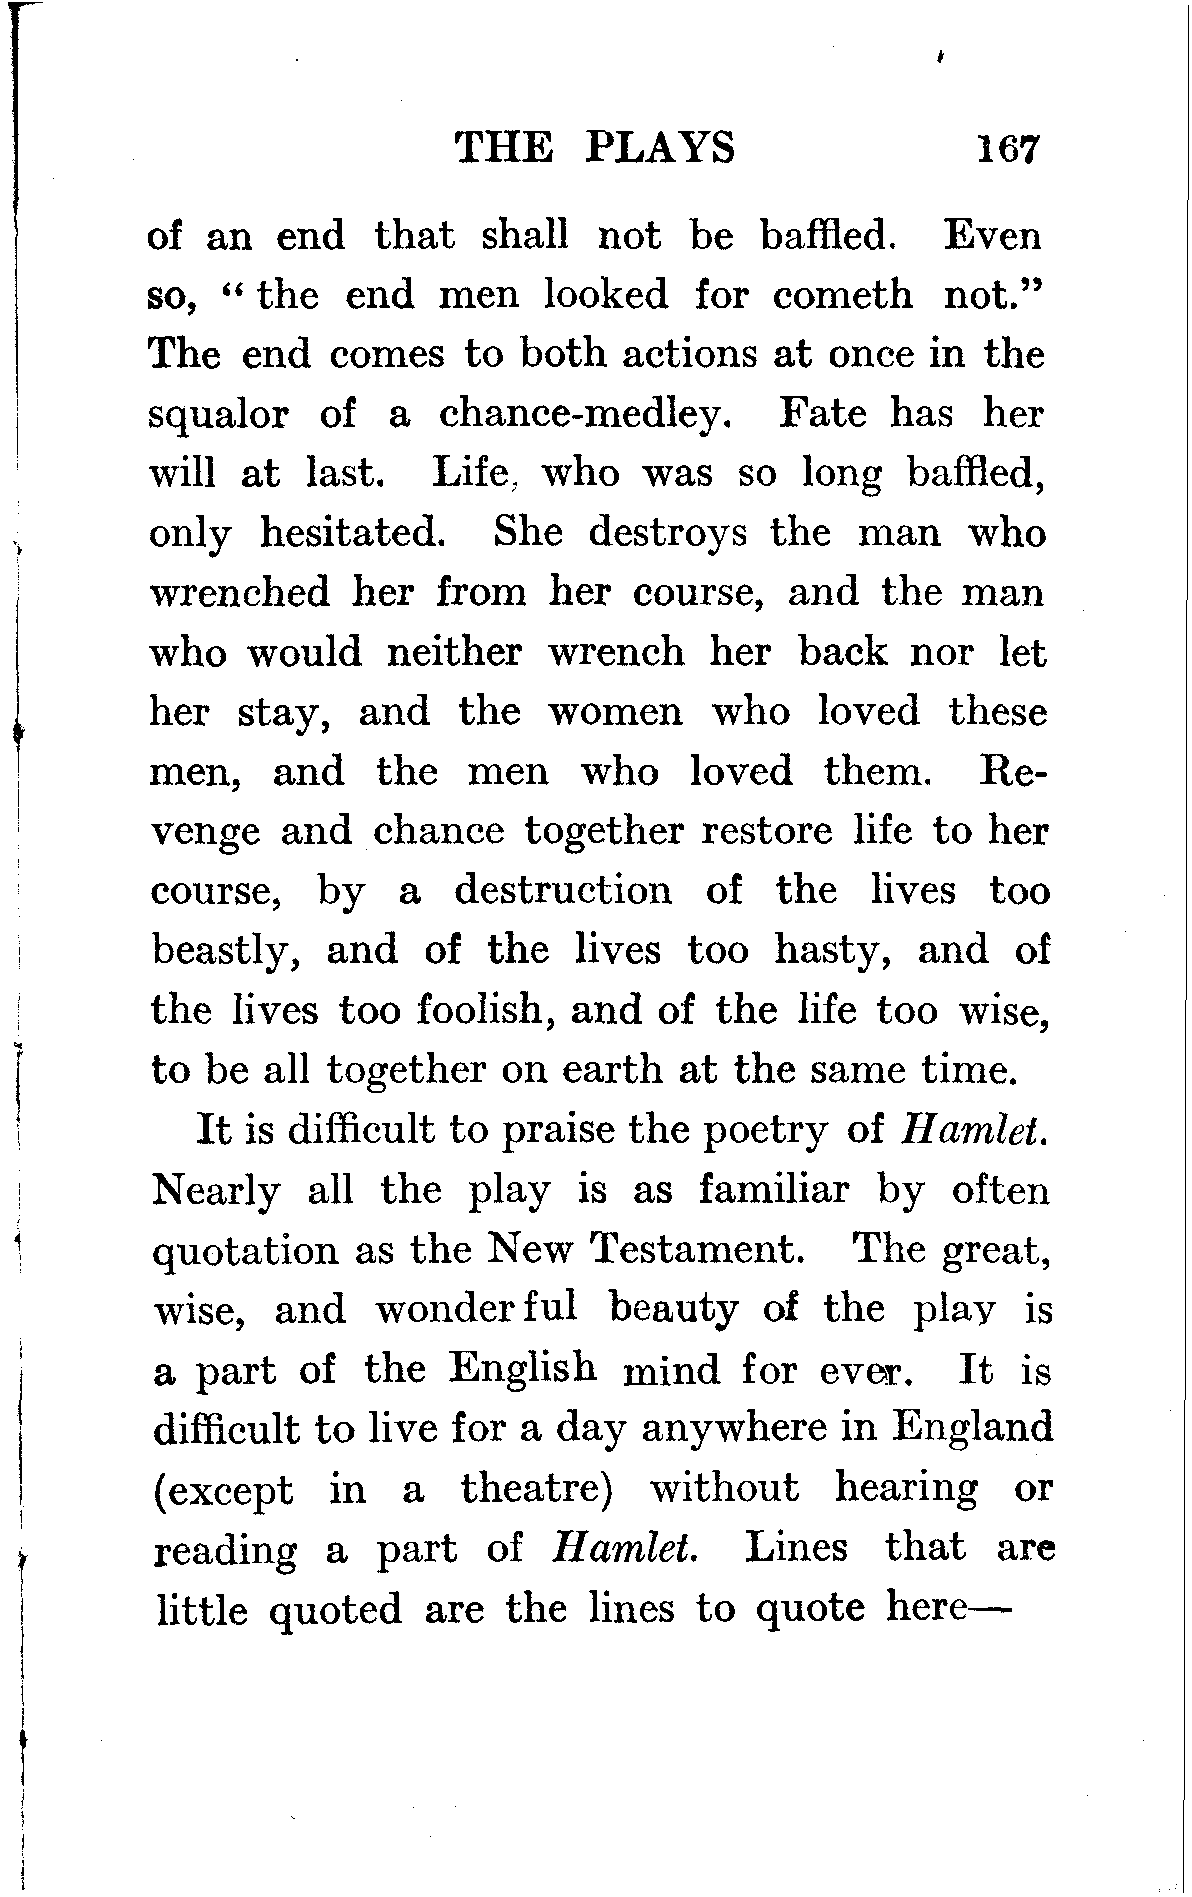 THE PLAYS 167
of an end that shall not be baffled. Even
so, “ the end men looked for cometh not.”
The end comes to both actions at once in the
squalor of a chance-medley. Fate has her
will at last. Life, who was so long baffled,
only hesitated. She destroys the man who
wrenched her from her course, and the man
who would neither wrench her back nor let
her stay, and the women who loved these
men, and the men who loved them. Re-
venge and chance together restore life to her
course, by a destruction of the lives too
beastly, and of the lives too hasty, and of
the lives too foolish, and of the life too wise,
to be all together on earth at the same time.
It is difficult to praise the poetry of Hamlet.
Nearly all the play is as familiar by often
quotation as the New Testament. The great,
wise, and wonderful beauty of the play is
a part of the English mind for ever. It is
difficult to live for a day anywhere in England
(except in a theatre) without hearing or
reading a part of Hamlet. Lines that are
little quoted are the lines to quote here—